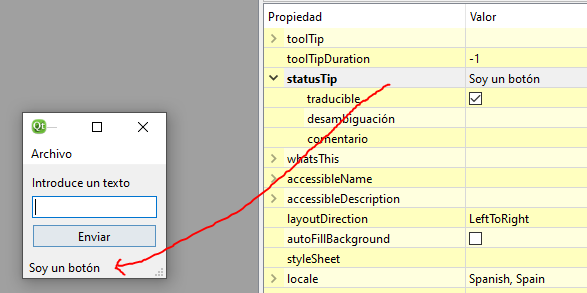 Qt
Archivo
Introduce un texto
Enviar
Soy un botón
Propiedad Valor
toolTip
toolTipDuration -1
statusTip Soy un botón
traducible
desambiguación
comentario
whatsThis
accessibleName
accessibleDescription
layoutDirection LeftToRight
autoFillBackground
styleSheet
locale Spanish, Spain